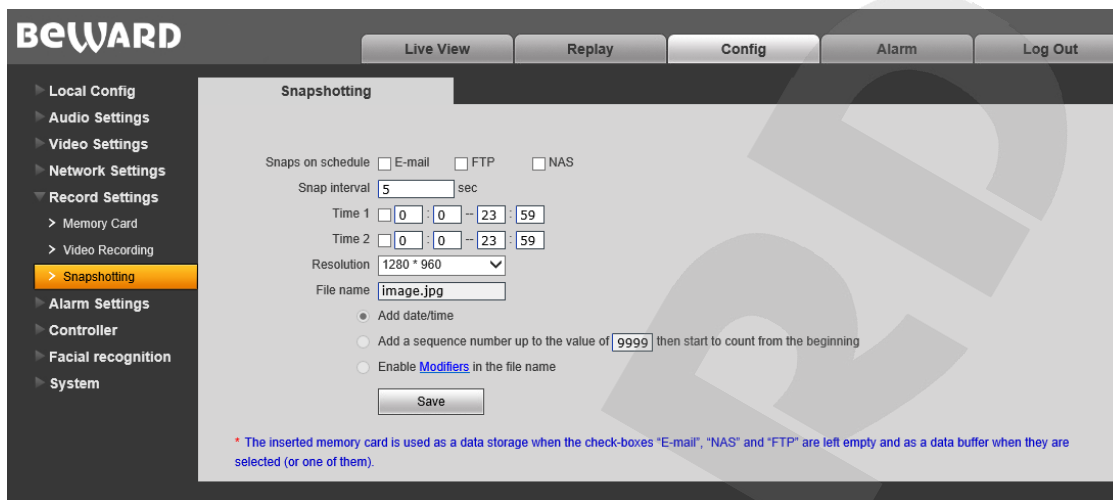 BEWARD
Live View Replay Config Alarm Log Out
Local Config
Audio Settings
Video Settings
Network Settings
Record Settings
> Memory Card
> Video Recording
> Snapshotting
Alarm Settings
Controller
Facial recognition
System
Snapshotting
Snaps on schedule E-mail FTP NAS
Snap interval 5 sec
Time 1 0 : 0 -- 23 : 59
Time 2 0 : 0 -- 23 : 59
Resolution 1280 * 960
File name image.jpg
Add date/time
Add a sequence number up to the value of 9999 then start to count from the beginning
Enable Modifiers in the file name
Save
* The inserted memory card is used as a data storage when the check-boxes “E-mail”, “NAS” and “FTP” are left empty and as a data buffer when they are
selected (or one of them).